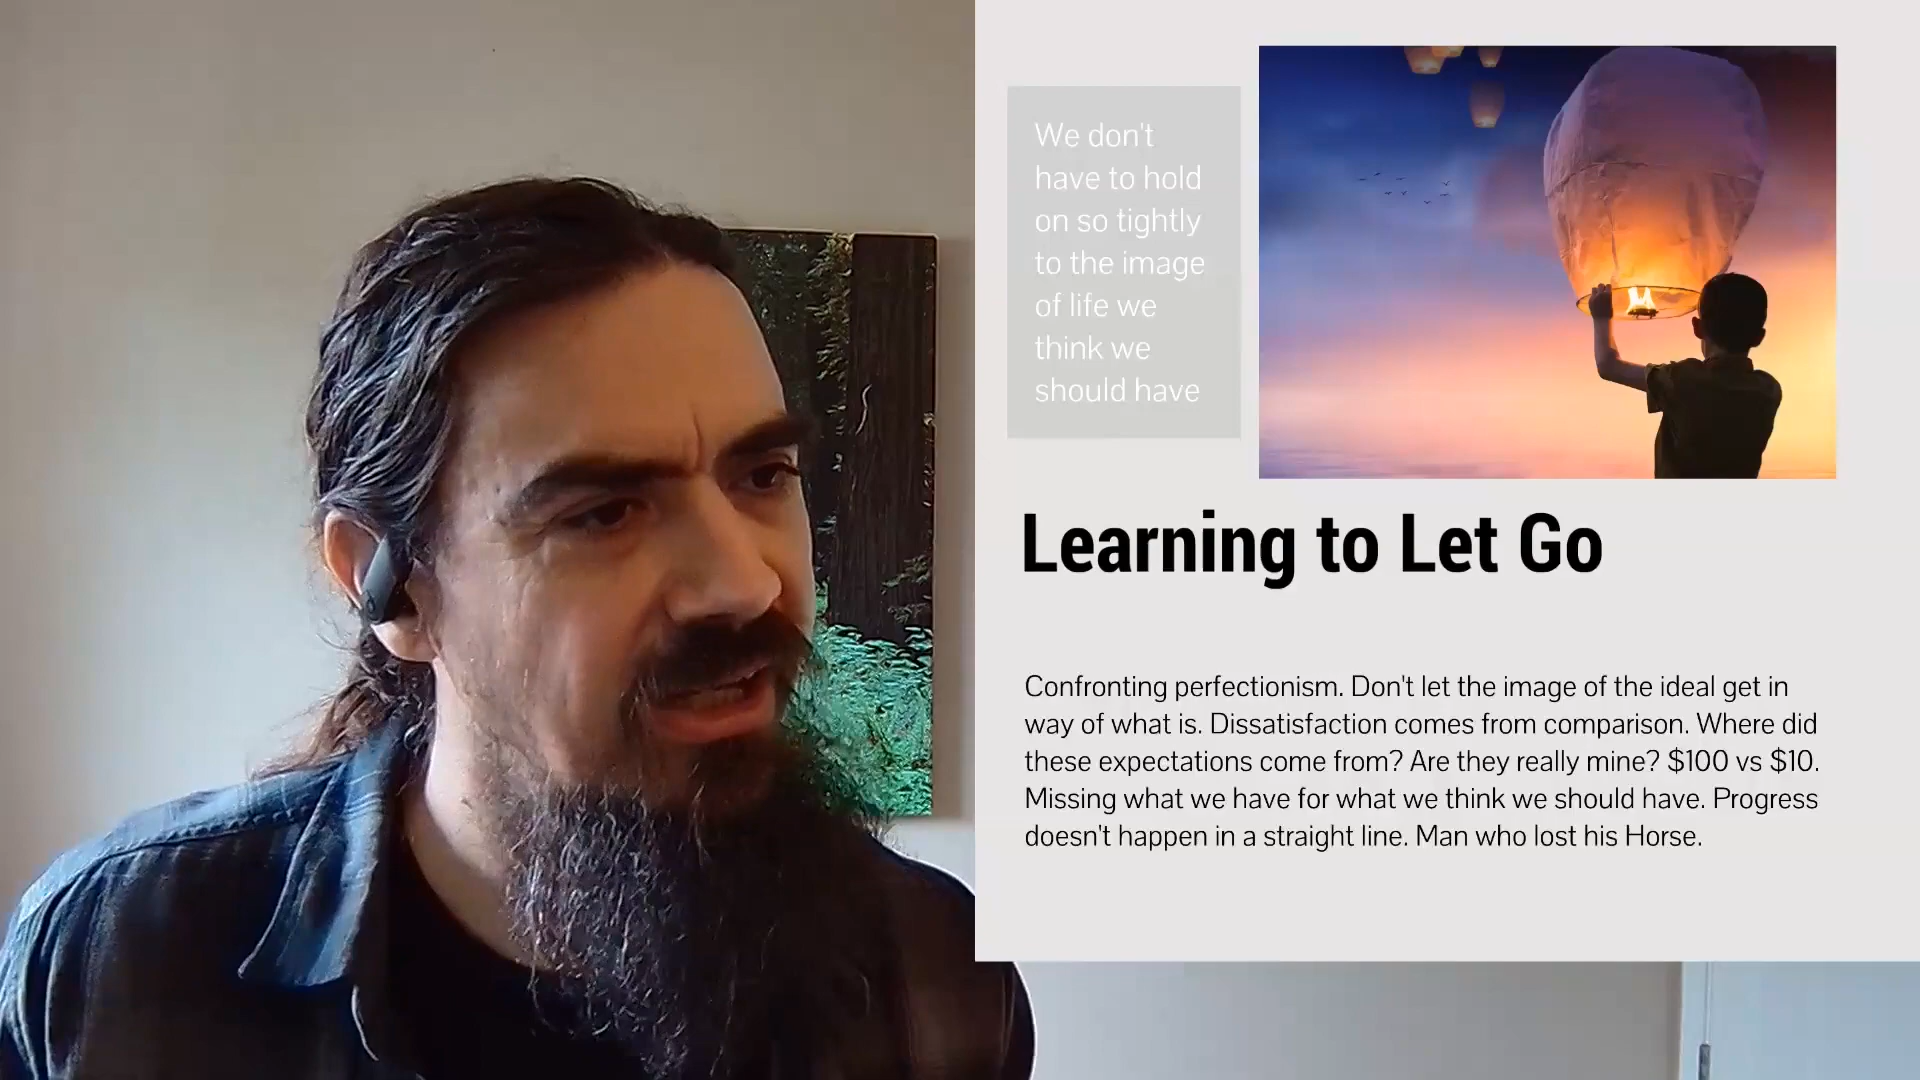 We don't
have to hold
on so tightly
to the image
of life we
think we
should have
Learning to Let Go
Confronting perfectionism. Don't let the image of the ideal get in
way of what is. Dissatisfaction comes from comparison. Where did
these expectations come from? Are they really mine? $100 vs $10.
Missing what we have for what we think we should have. Progress
doesn't happen in a straight line. Man who lost his Horse.